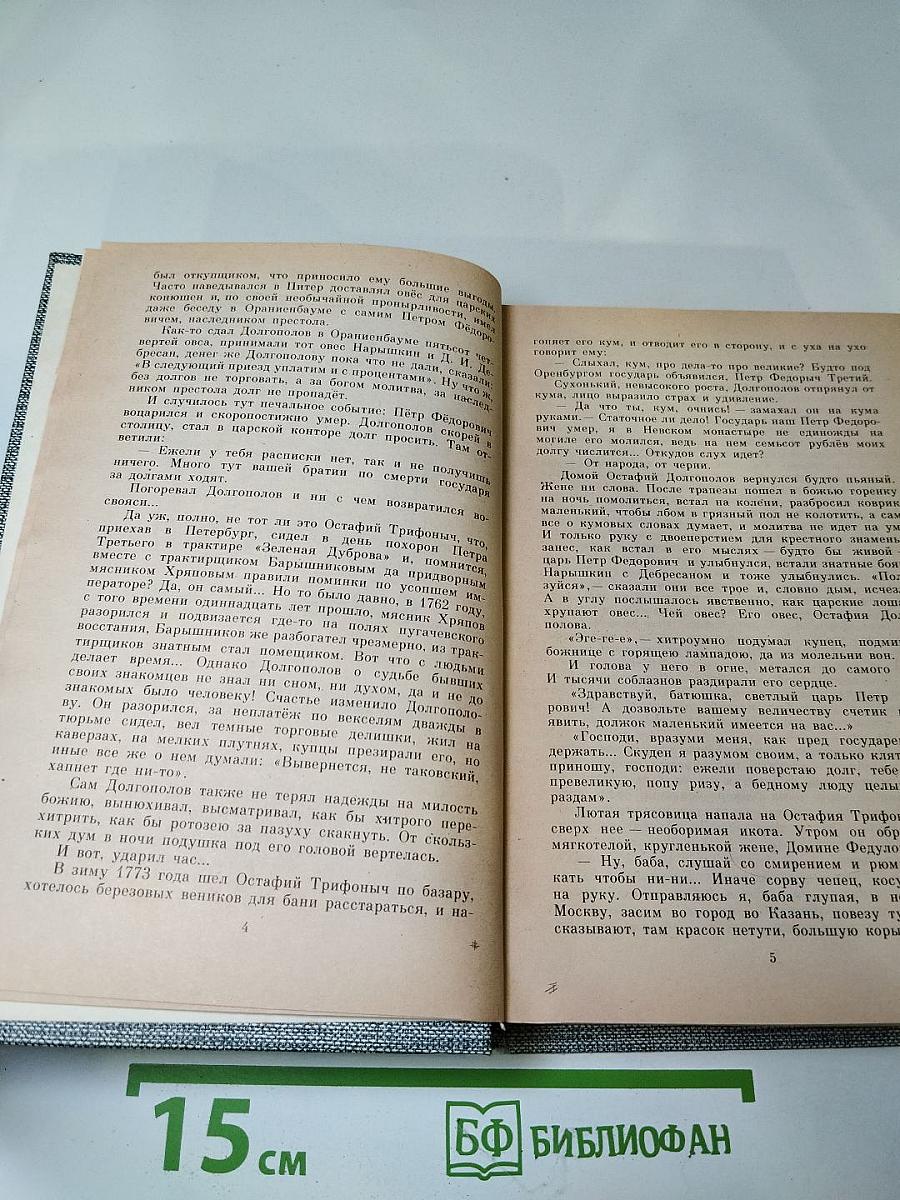 был откупщиком, что приносило ему большие выгоды.
Часто наведывался в Питер доставлял овёс для царских
конюшен и, по своей необычайной пронырливости, имел
даже беседу в Ораниенбауме с самим Петром Фёдоро-
вичем, наследником престола.
Как-то сдал Долгополов в Ораниенбауме пятьсот чет-
вертей овса, принимали тот овес Нарышкин и Д. И. Де-
бресан, денег же Долгополову пока что не дали, сказали:
«В следующий приезд уплатим и с процентами». Ну что ж,
без долгов не торговать, а за богом молитва, за наслед-
ником престола долг не пропадёт.
И случилось тут печальное событие: Пётр Фёдорович
воцарился и скоропостижно умер. Долгополов скорей в
столицу, стал в царской конторе долг просить. Там от-
ветили:
— Ежели у тебя расписки нет, так и не получишь
ничего. Много тут вашей братии по смерти государя
за долгами ходят.
Погоревал Долгополов и ни с чем возвратился во-
свояси...
Да уж, полно, не тот ли это Остафий Трифоныч, что,
приехав в Петербург, сидел в день похорон Петра
Третьего в трактире «Зеленая Дуброва» и, помнится,
вместе с трактирщиком Барышниковым да придворным
мясником Хряповым правили поминки по усопшем им-
ператоре? Да, он самый... Но то было давно, в 1762 году,
с того времени одиннадцать лет прошло, мясник Хряпов
разорился и подвизается где-то на полях пугачевского
восстания, Барышников же разбогател чрезмерно, из трак-
тирщиков знатным стал помещиком. Вот что с людьми
делает время... Однако Долгополов о судьбе бывших
своих знакомцев не знал ни сном, ни духом, да и не до
знакомых было человеку! Счастье изменило Долгополо-
ву. Он разорился, за неплатёж по векселям дважды в
тюрьме сидел, вел темные торговые делишки, жил на
каверзах, на мелких плутнях, купцы презирали его, но
иные все же о нем думали: «Вывернется, не таковский,
хапнет где ни-то».
Сам Долгополов также не терял надежды на милость
божию, вынюхивал, высматривал, как бы хитрого пере-
хитрить, как бы ротозею за пазуху скакнуть. От скольз-
ких дум в ночи подушка под его головой вертелась.
И вот, ударил час...
В зиму 1773 года шел Остафий Трифоныч по базару,
хотелось березовых веников для бани расстараться, и на-
4
гоняет его кум, и отводит его в сторону, и с уха на ухо
говорит ему:
— Слыхал, кум, про дела-то про великие? Будто под
Оренбургом государь объявился, Петр Федорыч Третий.
Сухонький, невысокого роста, Долгополов отпрянул от
кума, лицо выразило страх и удивление.
— Да что ты, кум, очнись! — замахал он на кума
руками.— Статочное ли дело! Государь наш Петр Федоро-
вич умер, я в Невском монастыре не единожды на
могиле его молился, ведь на нем семьсот рублёв моих
долгу числится... Откудов слух идет?
— От народа, от черни.
Домой Остафий Долгополов вернулся будто пьяный.
Жене ни слова. После трапезы пошел в божью горенку
на ночь помолиться, встал на колени, разбросил коврик
маленький, чтобы лбом в грязный пол не колотить, а сам
все о кумовых словах думает, и молитва не идет на ум
И только руку с двоеперстием для крестного знамень
занес, как встал в его мыслях — будто бы живой —
царь Петр Федорович и улыбнулся, встали знатные бояр
Нарышкин с Дебресаном и тоже улыбнулись. «Пол
зуйся»,— сказали они все трое и, словно дым, исчез
А в углу послышалось явственно, как царские лоша
хрупают овес... Чей овес? Его овес, Остафия Дол
полова.
«Эге-ге-е»,— хитроумно подумал купец, подмиг
божнице с горящею лампадою, да из молельни вон.
И голова у него в огне, метался до самого
И тысячи соблазнов раздирали его сердце.
«Здравствуй, батюшка, светлый царь Петр
рович! А дозвольте вашему величеству счетик
явить, должок маленький имеется на вас...»
«Господи, вразуми меня, как пред государе
держать... Скуден я разумом своим, а только клят
приношу, господи: ежели поверстаю долг, тебе
превеликую, попу ризу, а бедному люду целы
раздам».
Лютая трясовица напала на Остафия Трифон
сверх нее — необоримая икота. Утром он обр
мягкотелой, кругленькой жене, Домине Федуло
— Ну, баба, слушай со смирением и рюм
кать чтобы ни-ни... Иначе сорву чепец, косу
на руку. Отправляюсь я, баба глупая, в
Москву, засим во город во Казань, повезу ту
сказывают, там красок нетути, большую коры
5
15 см
БФ БИБЛИОФАН